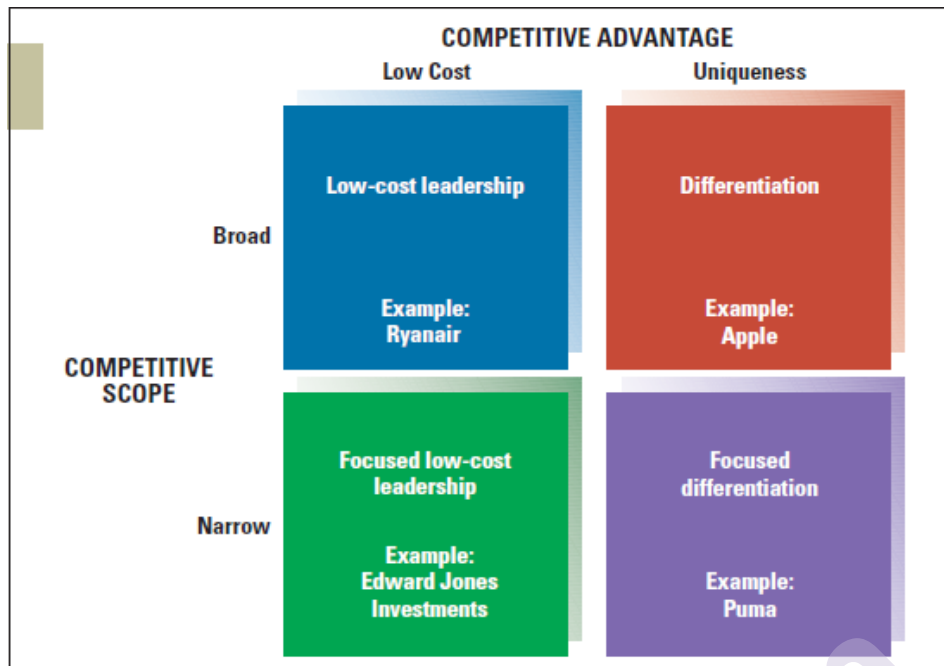 COMPETITIVE ADVANTAGE
Low Cost
Uniqueness
Broad
Low-cost leadership
Example:
Ryanair
Differentiation
Example:
Apple
COMPETITIVE
SCOPE
Narrow
Focused low-cost
leadership
Example:
Edward Jones
Investments
Focused
differentiation
Example:
Puma